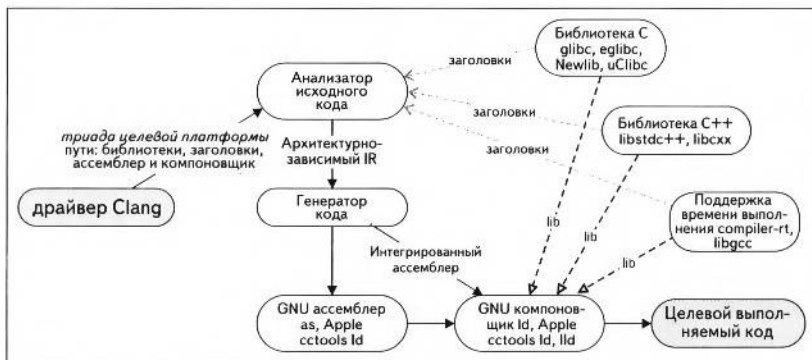 Библиотека C
glibc, eglibc,
Newlib, uClibc
заголовки
Анализатор
исходного
кода
триада целевой платформы
пути: библиотеки, заголовки,
ассемблер и компоновщик
Архитектурно-
зависимый IR
заголовки
Библиотека C++
libstdc++, libcxx
заголовки
драйвер Clang
Генератор
кода
Поддержка
времени выпол-
нения compiler-rt,
libgcc
lib
lib
lib
Интегрированный
ассемблер
GNU ассемблер
as, Apple
cctools ld
GNU компонов-
щик ld, Apple
cctools ld, lld
Целевой выпол-
няемый код